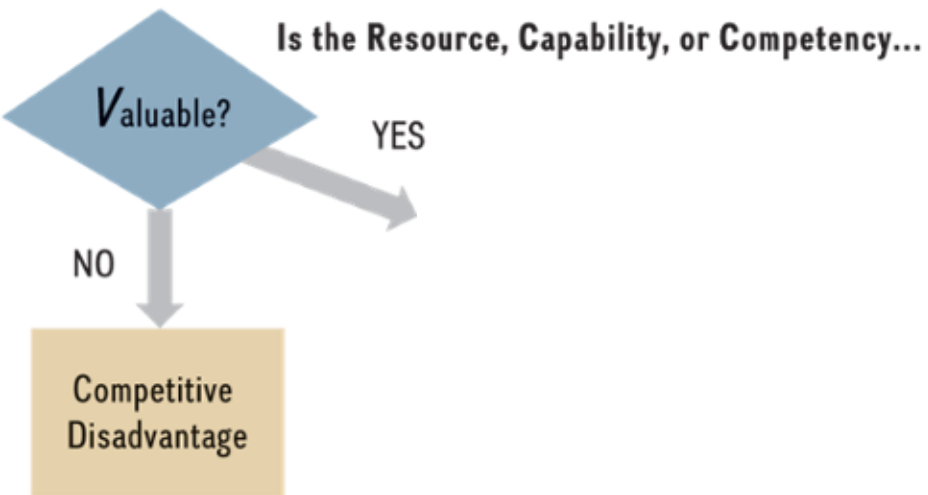 Is the Resource, Capability, or Competency...
Valuable?
YES
NO
Competitive
Disadvantage